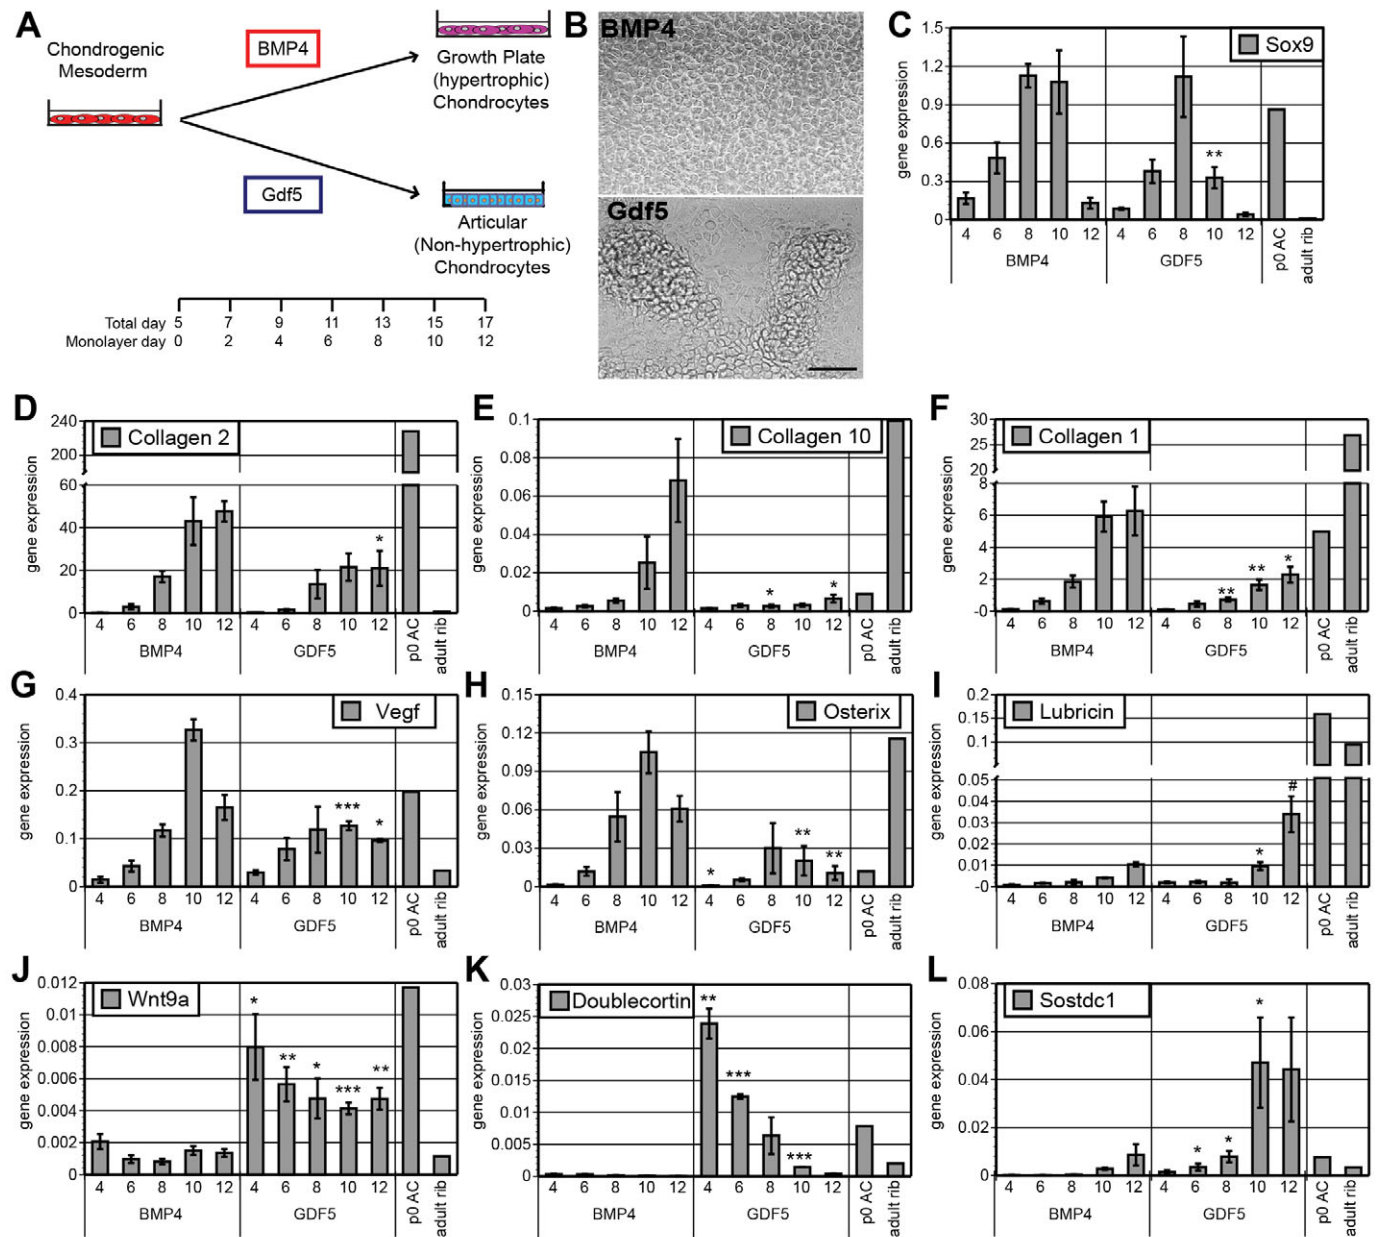 A
Chondrogenic
Mesoderm
BMP4
Gdf5
Growth Plate
(hypertrophic)
Chondrocytes
Articular
(Non-hypertrophic)
Chondrocytes
Total day 5 7 9 11 13 15 17
Monolayer day 0 2 4 6 8 10 12
B
BMP4
Gdf5
C
Sox9
gene expression
1.5
1.2
0.9
0.6
0.3
0
4 6 8 10 12 4 6 8 10 12
**
BMP4 GDF5 p0 AC adult rib
D
Collagen 2
gene expression
240
200
60
40
20
0
*
4 6 8 10 12 4 6 8 10 12
BMP4 GDF5 p0 AC adult rib
E
Collagen 10
gene expression
0.1
0.08
0.06
0.04
0.02
0
* *
4 6 8 10 12 4 6 8 10 12
BMP4 GDF5 p0 AC adult rib
F
Collagen 1
gene expression
30
25
20
8
6
4
2
-0
** ** *
4 6 8 10 12 4 6 8 10 12
BMP4 GDF5 p0 AC adult rib
G
Vegf
gene expression
0.4
0.3
0.2
0.1
0
*** *
4 6 8 10 12 4 6 8 10 12
BMP4 GDF5 p0 AC adult rib
H
Osterix
gene expression
0.15
0.12
0.09
0.06
0.03
0
* ** **
4 6 8 10 12 4 6 8 10 12
BMP4 GDF5 p0 AC adult rib
I
Lubricin
gene expression
0.2
0.15
0.1
0.05
0.04
0.03
0.02
0.01
-0
* #
4 6 8 10 12 4 6 8 10 12
BMP4 GDF5 p0 AC adult rib
J
Wnt9a
gene expression
0.012
0.01
0.008
0.006
0.004
0.002
0
* ** * *** **
4 6 8 10 12 4 6 8 10 12
BMP4 GDF5 p0 AC adult rib
K
Doublecortin
gene expression
0.03
0.025
0.02
0.015
0.01
0.005
0
** *** ***
4 6 8 10 12 4 6 8 10 12
BMP4 GDF5 p0 AC adult rib
L
Sostdc1
gene expression
0.08
0.06
0.04
0.02
0
* * *
4 6 8 10 12 4 6 8 10 12
BMP4 GDF5 p0 AC adult rib